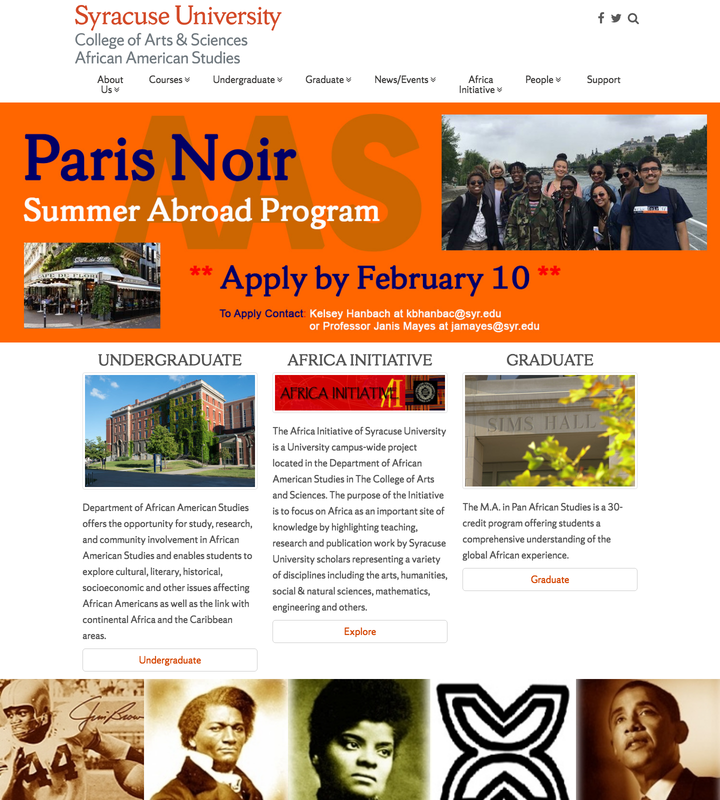 Syracuse University
College of Arts & Sciences
African American Studies
About Us
Courses
Undergraduate
Graduate
News/Events
Africa Initiative
People
Support
AAS
Paris Noir
Summer Abroad Program
CAFE DE FLORE
** Apply by February 10 **
To Apply Contact: Kelsey Hanbach at kbhanbac@syr.edu
or Professor Janis Mayes at jamayes@syr.edu
UNDERGRADUATE
Department of African American Studies
offers the opportunity for study, research,
and community involvement in African
American Studies and enables students to
explore cultural, literary, historical,
socioeconomic and other issues affecting
African Americans as well as the link with
continental Africa and the Caribbean
areas.
Undergraduate
AFRICA INITIATIVE
AFRICA INITIATIVE
AI
The Africa Initiative of Syracuse University
is a University campus-wide project
located in the Department of African
American Studies in The College of Arts
and Sciences. The purpose of the Initiative
is to focus on Africa as an important site of
knowledge by highlighting teaching,
research and publication work by Syracuse
University scholars representing a variety
of disciplines including the arts, humanities,
social & natural sciences, mathematics,
engineering and others.
Explore
GRADUATE
SIMS HALL
The M.A. in Pan African Studies is a 30-
credit program offering students a
comprehensive understanding of the
global African experience.
Graduate
Jim Brown
44